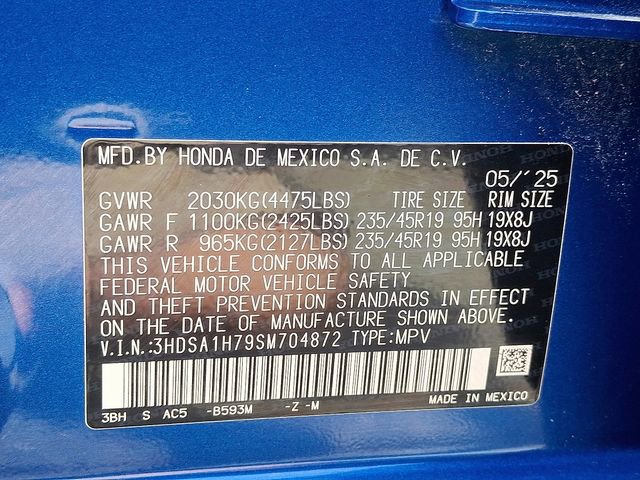 MFD.BY HONDA DE MEXICO S.A. DE C.V.
05/'25
GVWR 2030KG(4475LBS) TIRE SIZE RIM SIZE
GAWR F 1100KG(2425LBS) 235/45R19 95H 19X8J
GAWR R 965KG(2127LBS) 235/45R19 95H 19X8J
THIS VEHICLE CONFORMS TO ALL APPLICABLE
FEDERAL MOTOR VEHICLE SAFETY
AND THEFT PREVENTION STANDARDS IN EFFECT
ON THE DATE OF MANUFACTURE SHOWN ABOVE.
V.I.N.:3HDSA1H79SM704872 TYPE:MPV
3BH S AC5 -B593M -Z -M MADE IN MEXICO